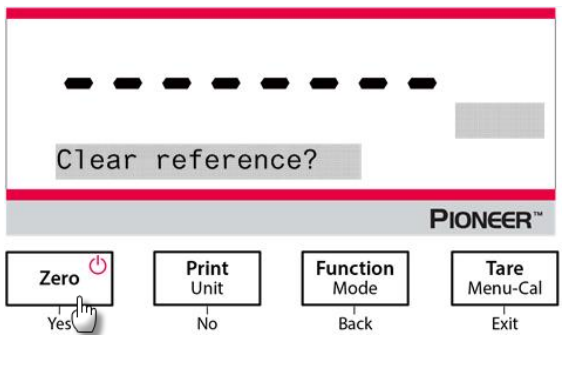 --------
Clear reference?
PIONEER™
Zero Print Function Tare
Unit Mode Menu-Cal
Yes No Back Exit